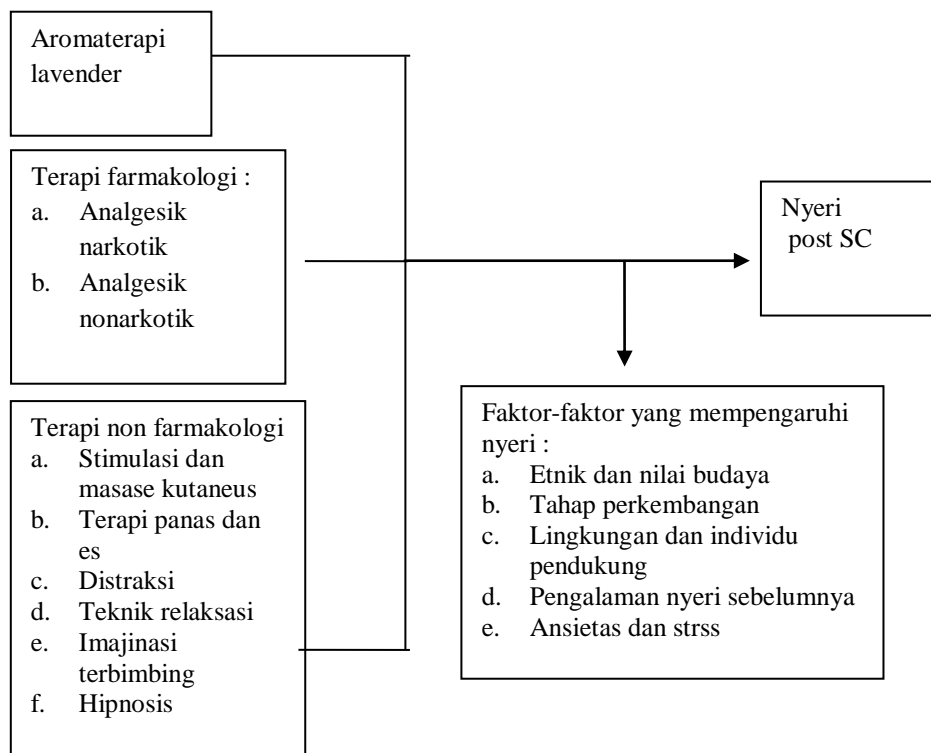 Aromaterapi
lavender
Terapi farmakologi :
a. Analgesik
narkotik
b. Analgesik
nonarkotik
Terapi non farmakologi
a. Stimulasi dan
masase kutaneus
b. Terapi panas dan
es
c. Distraksi
d. Teknik relaksasi
e. Imajinasi
terbimbing
f. Hipnosis
Nyeri
post SC
Faktor-faktor yang mempengaruhi
nyeri :
a. Etnik dan nilai budaya
b. Tahap perkembangan
c. Lingkungan dan individu
pendukung
d. Pengalaman nyeri sebelumnya
e. Ansietas dan strss